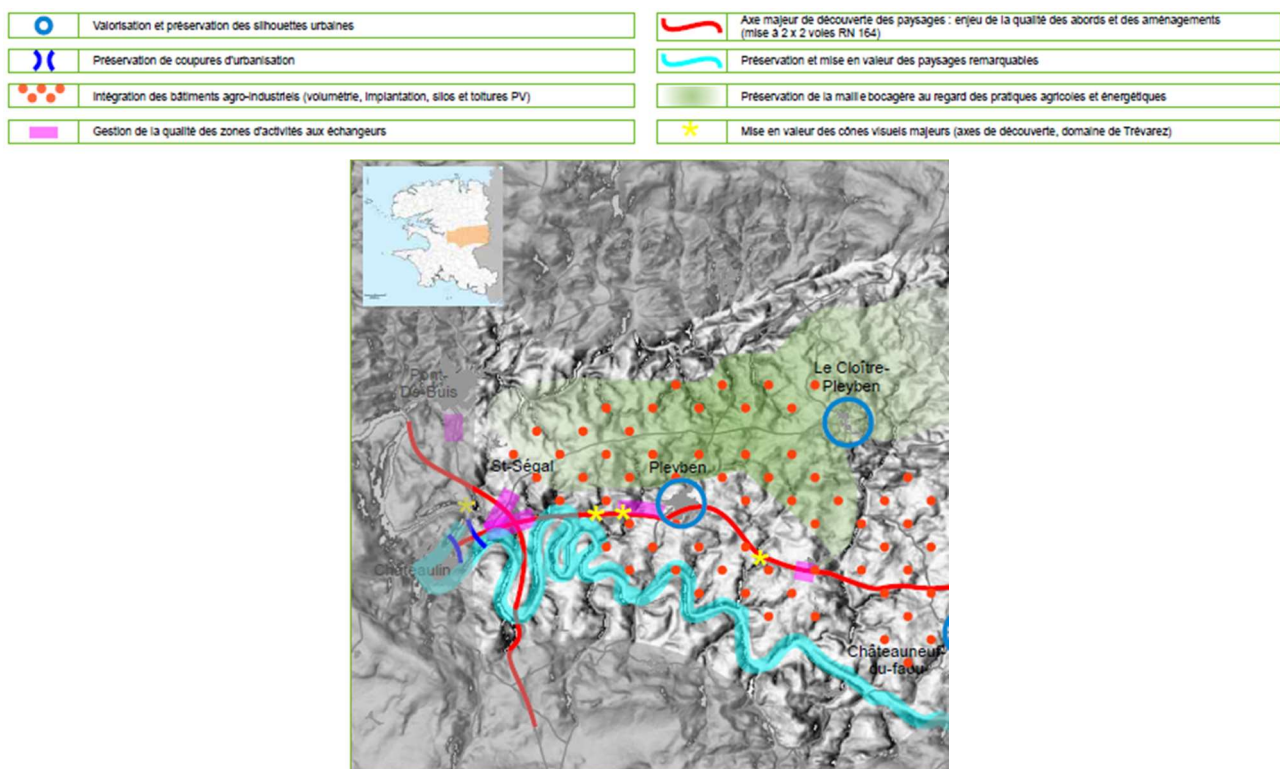 Valorisation et préservation des silhouettes urbaines
Préservation de coupures d'urbanisation
Intégration des bâtiments agro-industriels (volumétrie, implantation, silos et toitures PV)
Gestion de la qualité des zones d'activités aux échangeurs
Axe majeur de découverte des paysages : enjeu de la qualité des abords et des aménagements
(mise à 2 x 2 voies RN 164)
Préservation et mise en valeur des paysages remarquables
Préservation de la maille bocagère au regard des pratiques agricoles et énergétiques
Mise en valeur des cônes visuels majeurs (axes de découverte, domaine de Trévarez)
Le Cloître-
Pleyben
Pont-
De-Buis
St-Ségal
Pleyben
Châteaulin
Châteauneuf-
du-faou